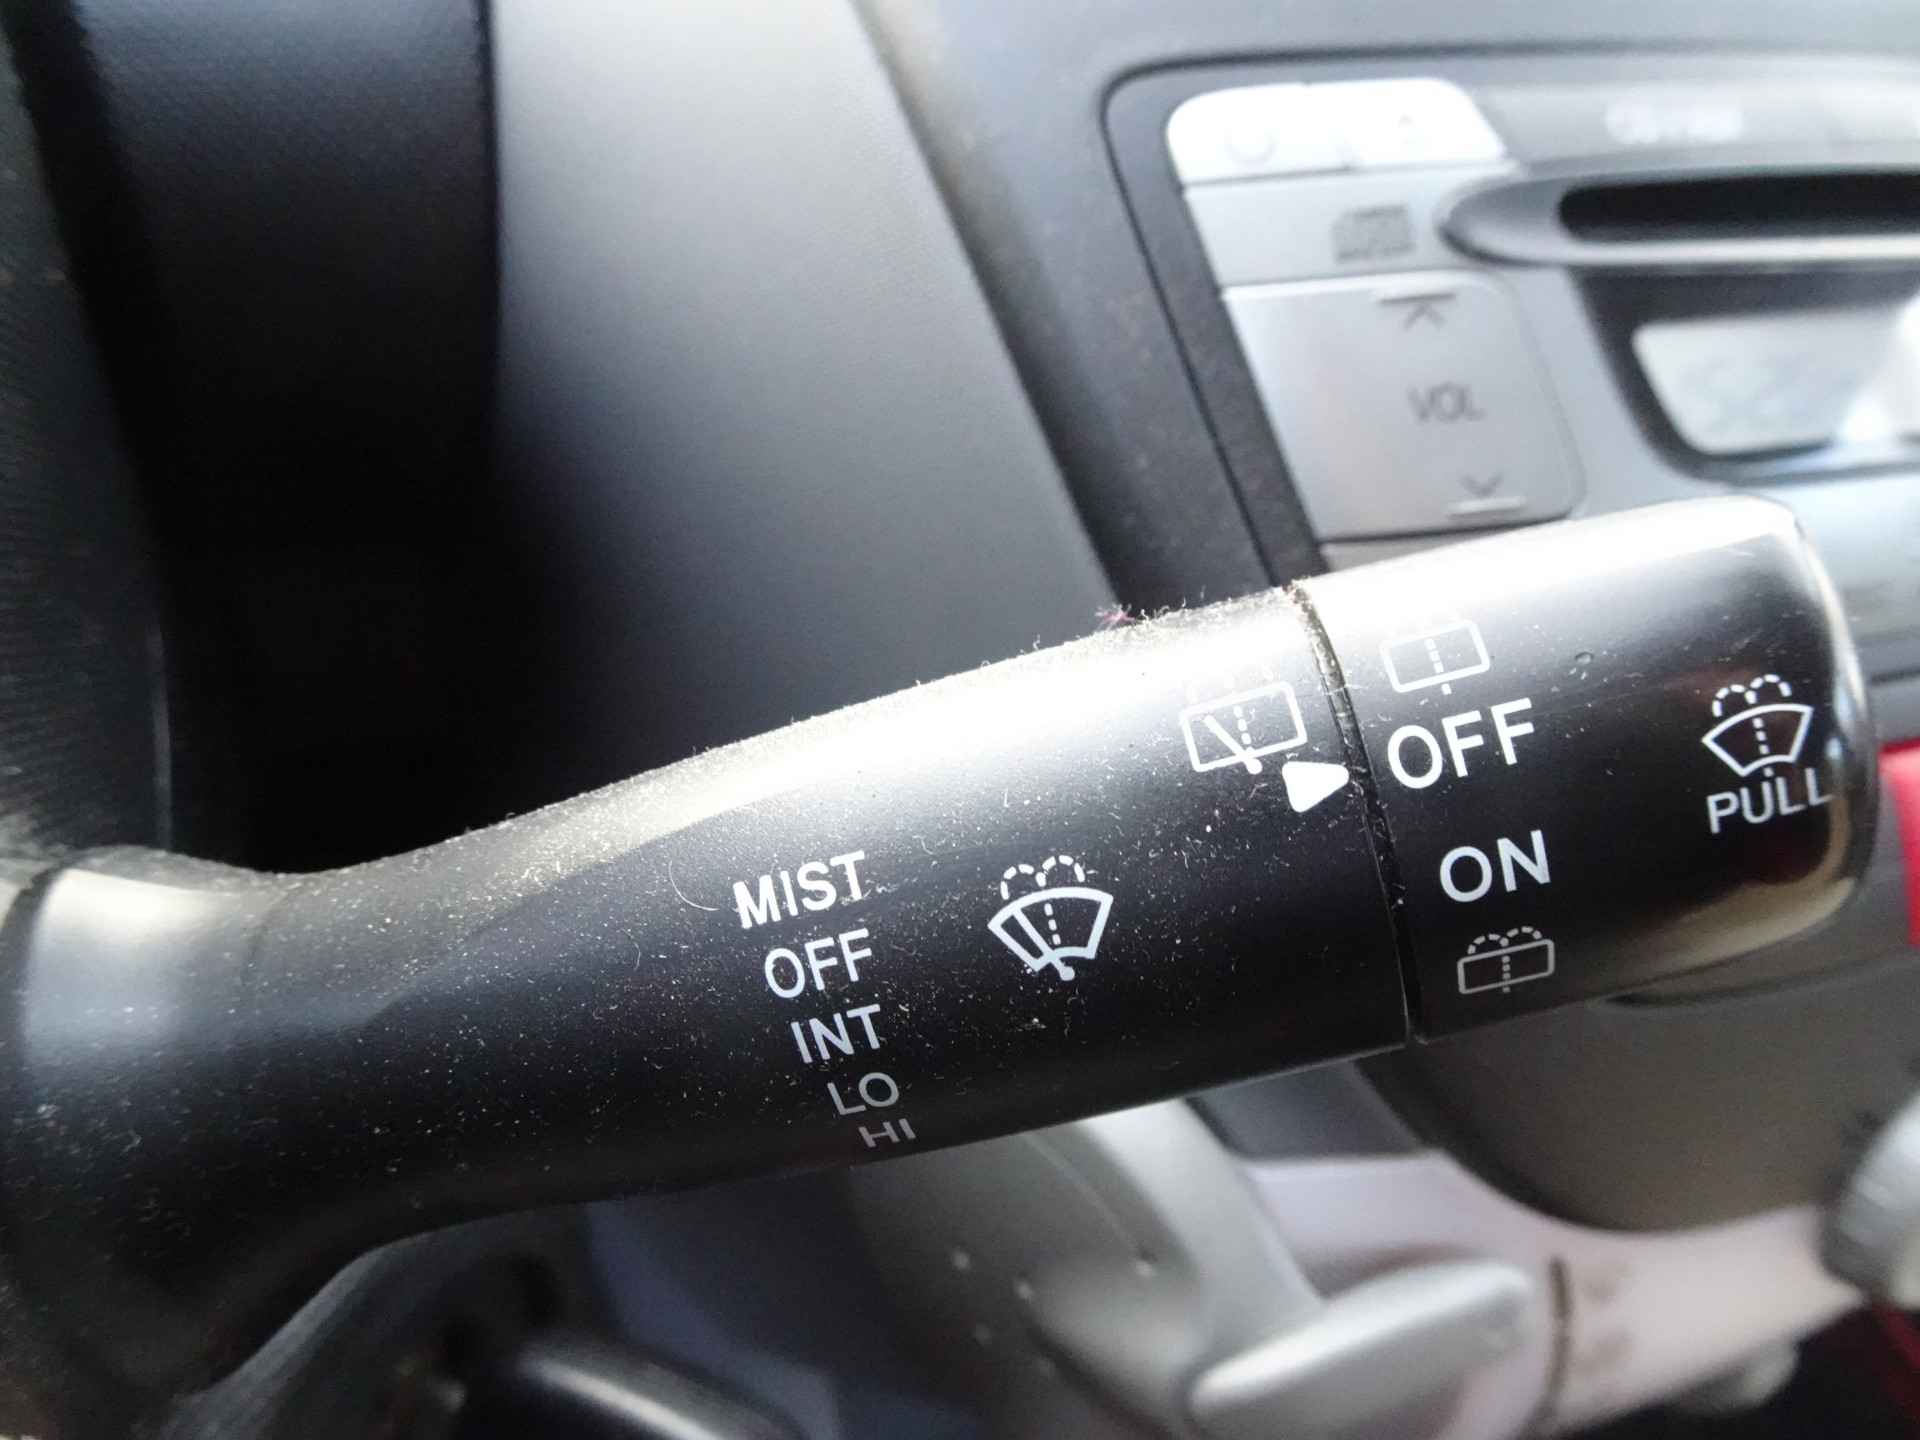 VOL
OFF
ON
PULL
MIST
OFF
INT
LO
HI